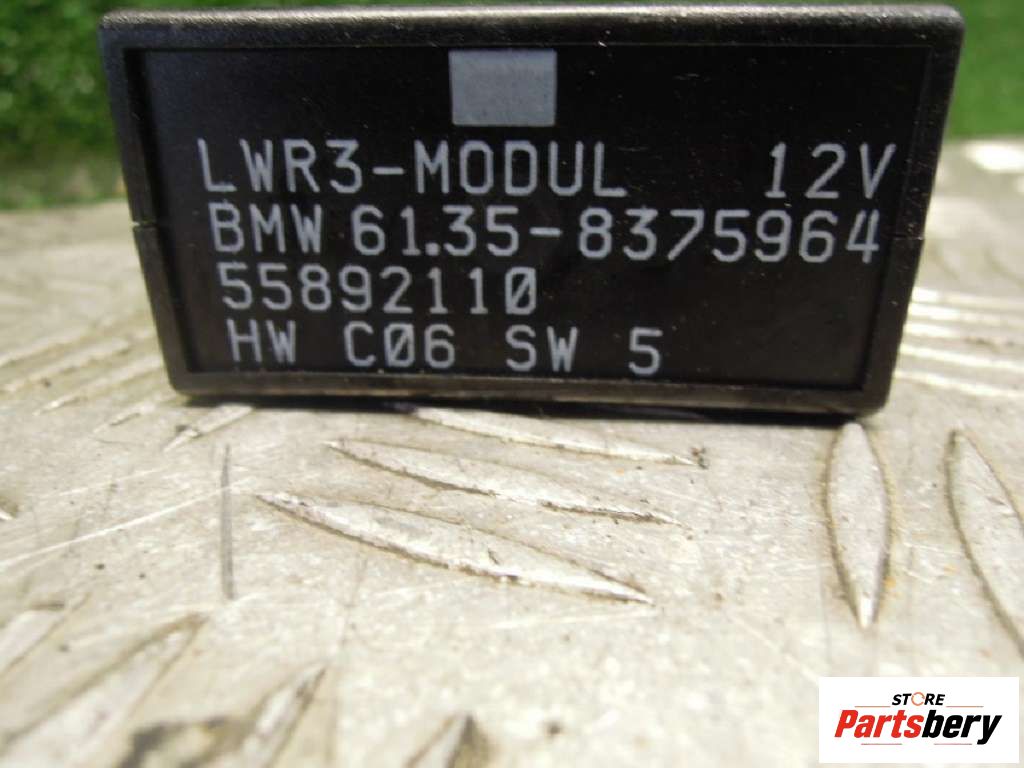 LWR3-MODUL 12V
BMW 61.35-8375964
55892110
HW C06 SW 5
STORE
Partsbery